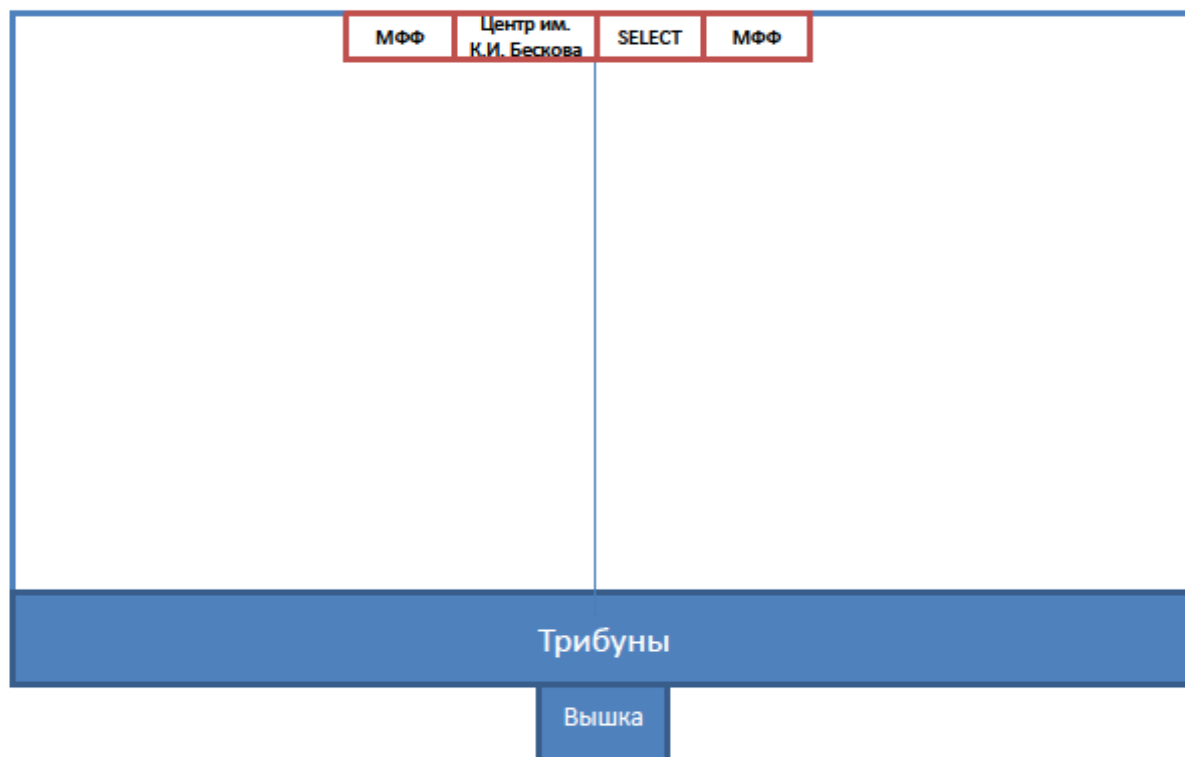 МФФ
Центр им.
К.И. Бескова
SELECT
МФФ
Трибуны
Вышка